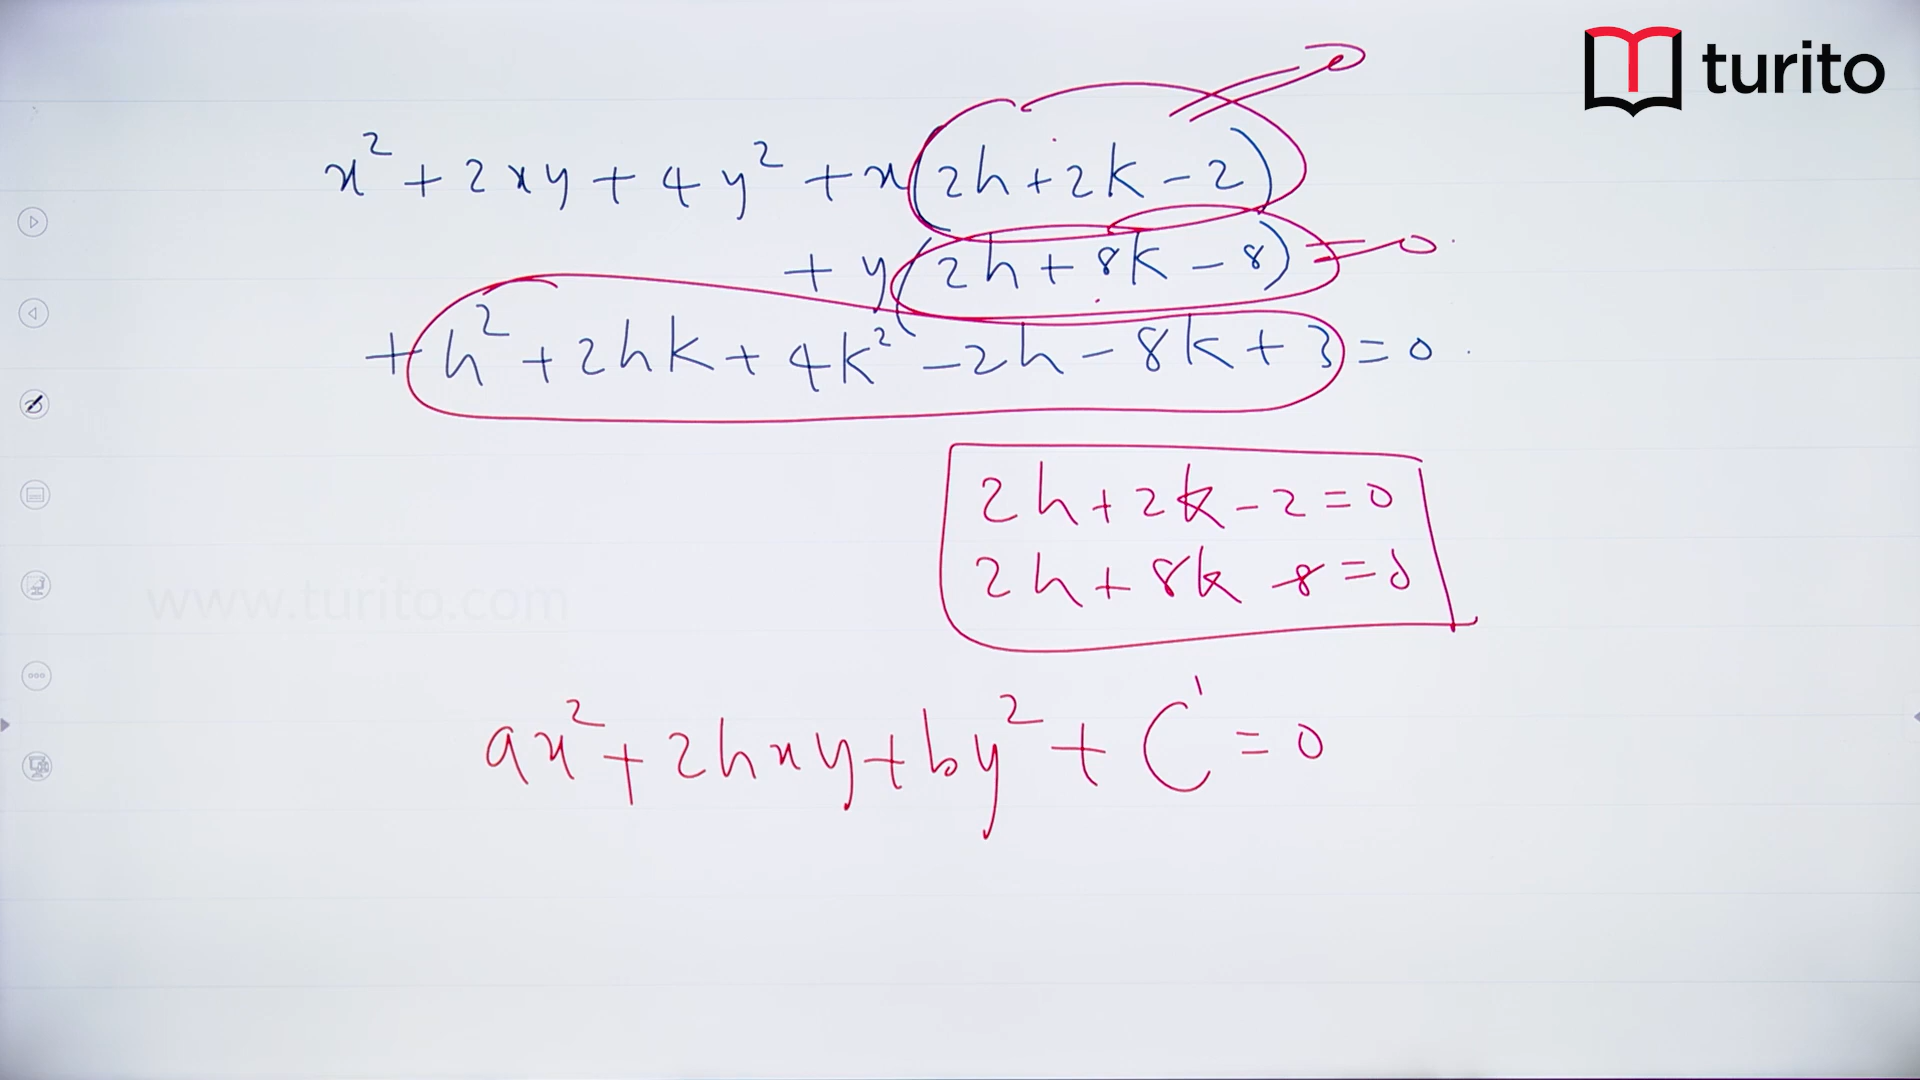 turito
x² + 2xy + 4y² + x(2h + 2k - 2)
+ y(2h + 8k - 8) = 0
+ h² + 2hk + 4k² - 2h - 8k + 3 = 0
2h + 2k - 2 = 0
2h + 8k - 8 = 0
www.turito.com
ax² + 2hxy + by² + C' = 0